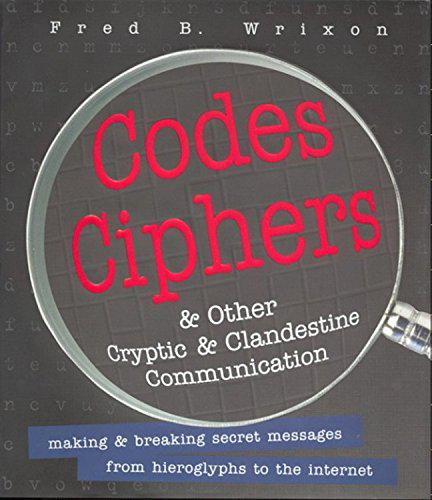 Fred B. Wrixon
Codes
Ciphers
& Other
Cryptic & Clandestine
Communication
making & breaking secret messages
from hieroglyphs to the internet